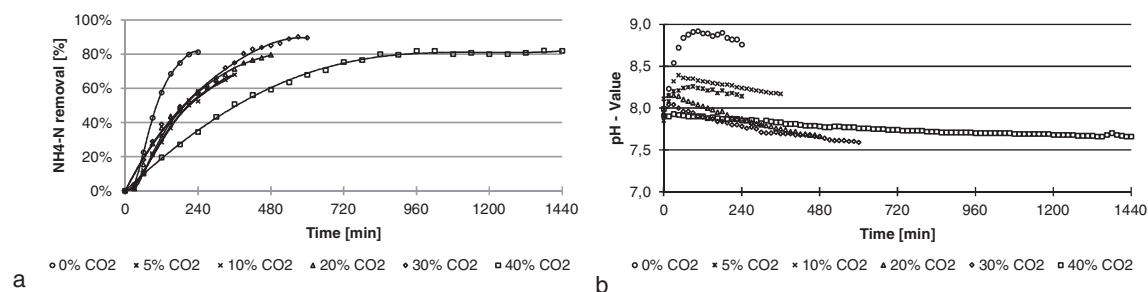 100%
80%
60%
40%
20%
0%
NH4-N removal [%]
0 240 480 720 960 1200 1440
Time [min]
0% CO2 5% CO2 10% CO2 20% CO2 30% CO2 40% CO2
a
9,0
8,5
8,0
7,5
7,0
pH - Value
0 240 480 720 960 1200 1440
Time [min]
0% CO2 5% CO2 10% CO2 20% CO2 30% CO2 40% CO2
b